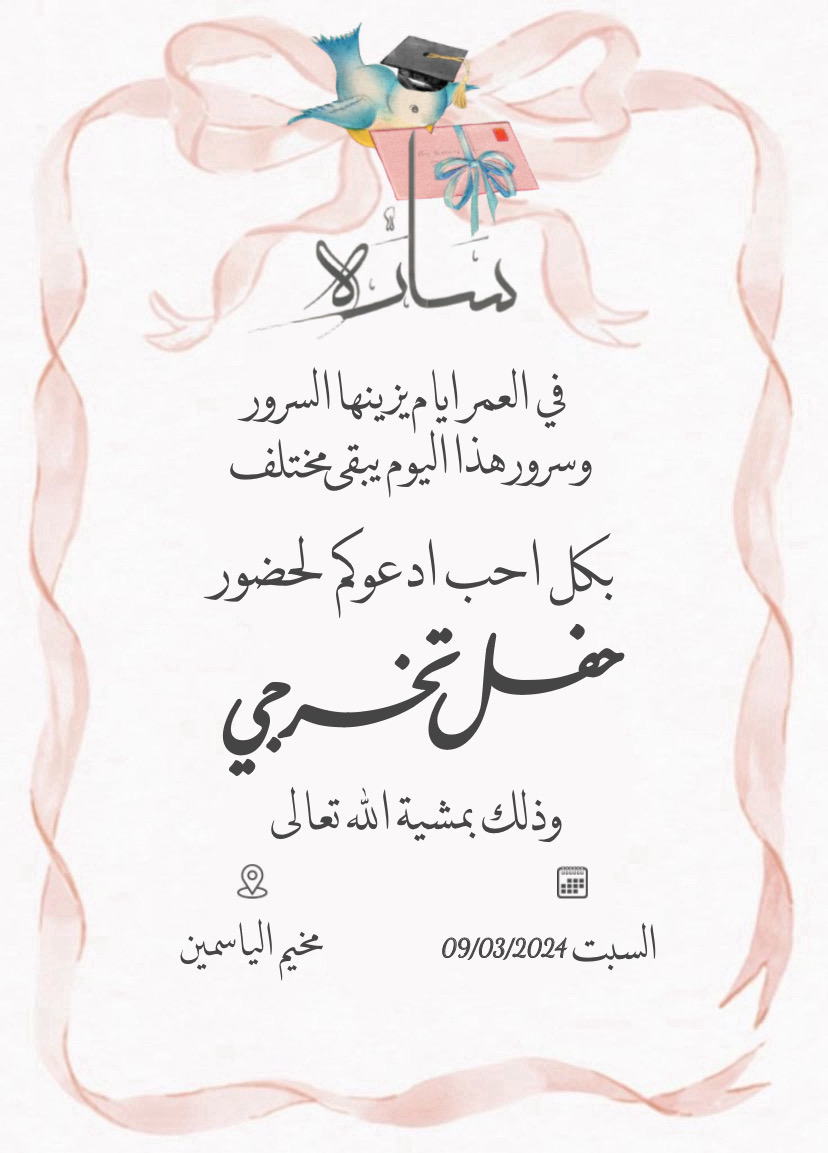 سارة
في العمر ايام يزينها السرور
وسرور هذا اليوم يبقى مختلف
بكل احب ادعوكم لحضور
حفل تخرجي
وذلك بمشية الله تعالى
السبت 09/03/2024
مخيم الياسمين